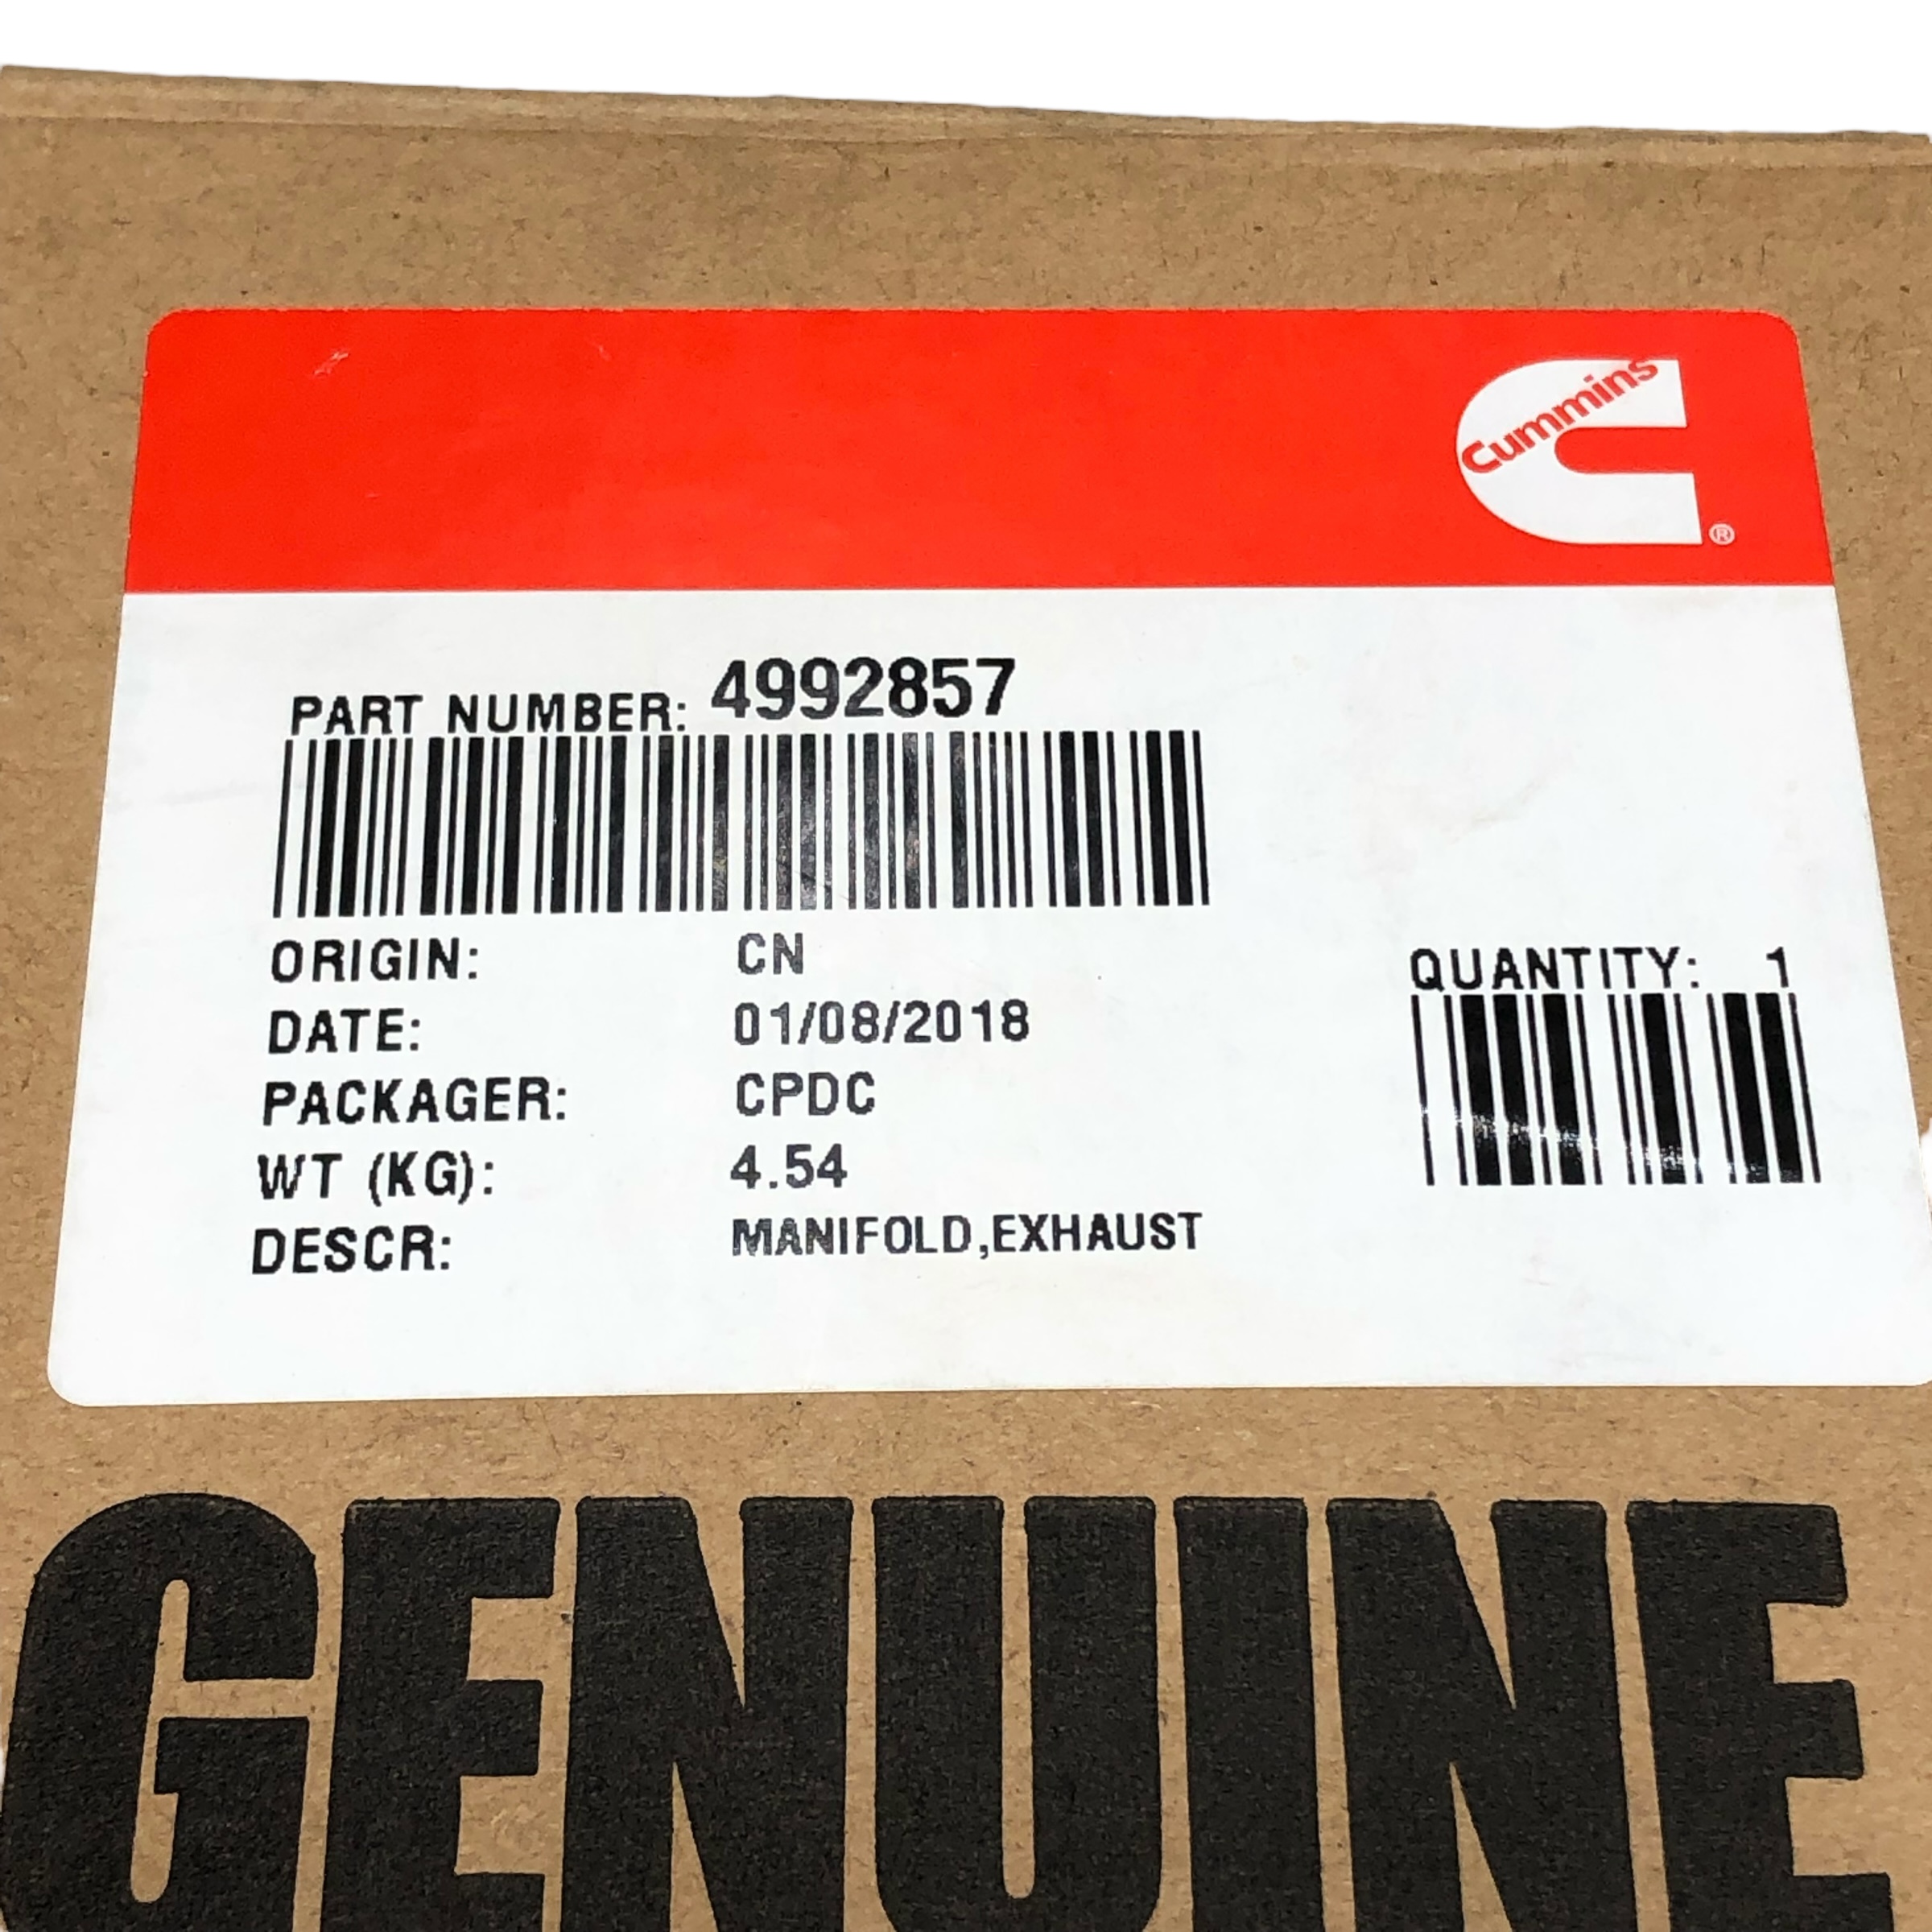 Cummins
®
PART NUMBER: 4992857
ORIGIN: CN
DATE: 01/08/2018
PACKAGER: CPDC
WT (KG): 4.54
DESCR: MANIFOLD,EXHAUST
QUANTITY: 1
GENUINE